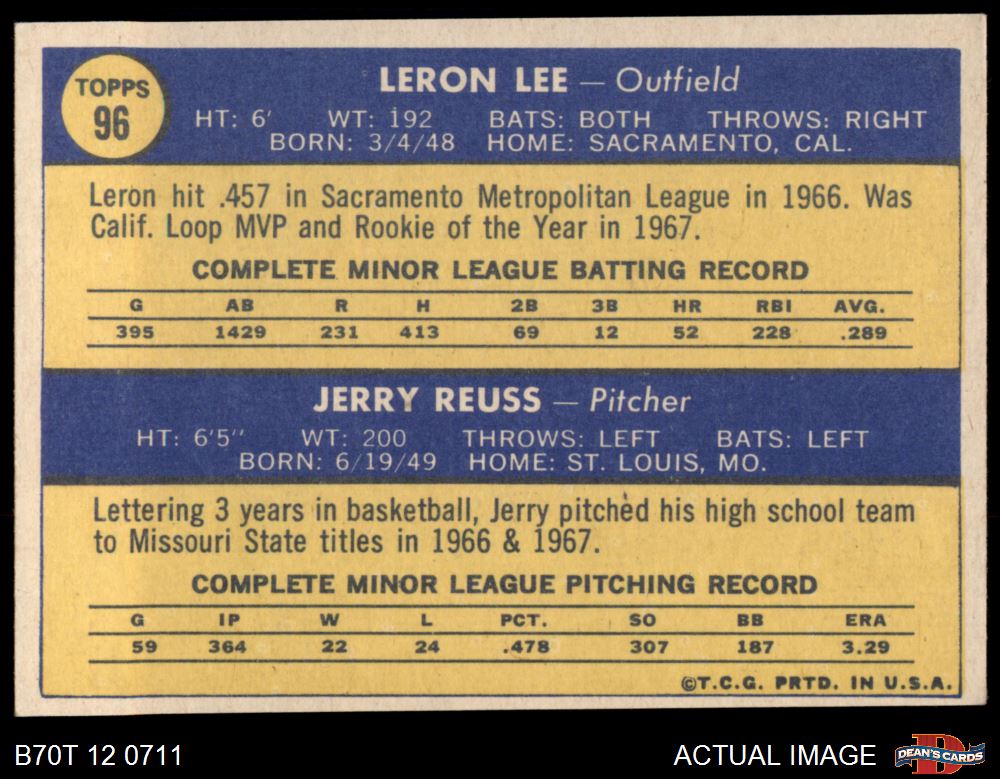 TOPPS
96
LERON LEE — Outfield
HT: 6' WT: 192 BATS: BOTH THROWS: RIGHT
BORN: 3/4/48 HOME: SACRAMENTO, CAL.
Leron hit .457 in Sacramento Metropolitan League in 1966. Was
Calif. Loop MVP and Rookie of the Year in 1967.
COMPLETE MINOR LEAGUE BATTING RECORD
G AB R H 2B 3B HR RBI AVG.
395 1429 231 413 69 12 52 228 .289
JERRY REUSS — Pitcher
HT: 6'5" WT: 200 THROWS: LEFT BATS: LEFT
BORN: 6/19/49 HOME: ST. LOUIS, MO.
Lettering 3 years in basketball, Jerry pitched his high school team
to Missouri State titles in 1966 & 1967.
COMPLETE MINOR LEAGUE PITCHING RECORD
G IP W L PCT. SO BB ERA
59 364 22 24 .478 307 187 3.29
©T.C.G. PRTD. IN U.S.A.
B70T 12 0711
ACTUAL IMAGE
DEAN'S CARDS